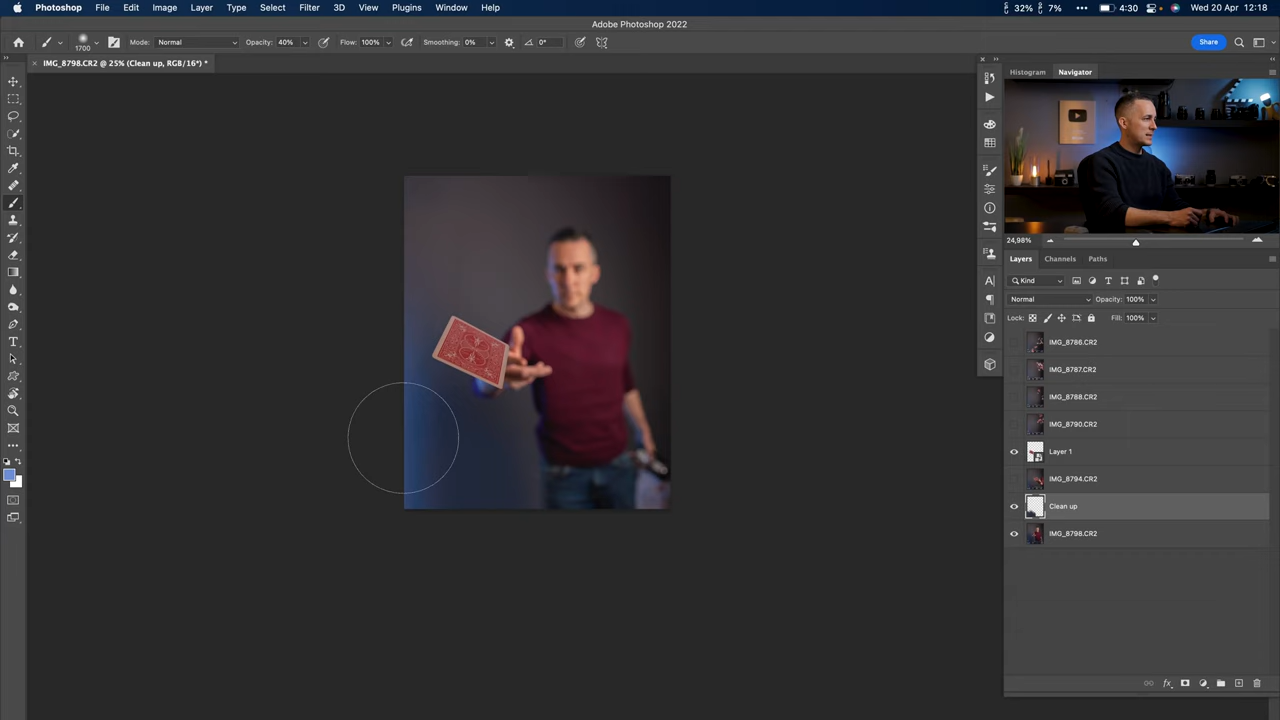 Photoshop File Edit Image Layer Type Select Filter 3D View Plugins Window Help 32% 7% 4:30 Wed 20 Apr 12:18
Adobe Photoshop 2022
1700 Mode: Normal Opacity: 40% Flow: 100% Smoothing: 0% 0° Share
IMG_8798.CR2 @ 25% (Clean up, RGB/16*) *
Histogram Navigator
24,98%
Layers Channels Paths
Kind
Normal Opacity: 100%
Lock: Fill: 100%
IMG_8786.CR2
IMG_8787.CR2
IMG_8788.CR2
IMG_8790.CR2
Layer 1
IMG_8794.CR2
Clean up
IMG_8798.CR2